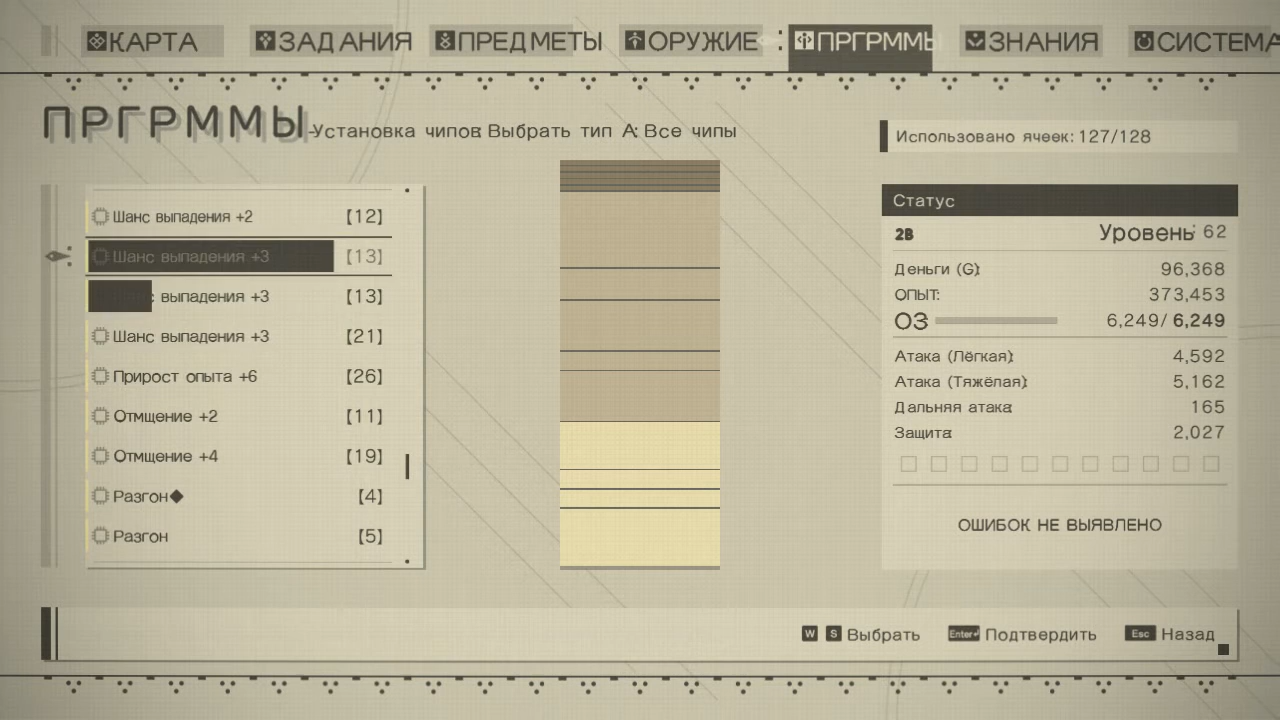 КАРТА ЗАДАНИЯ ПРЕДМЕТЫ ОРУЖИЕ ПРГРММЫ ЗНАНИЯ СИСТЕМА
ПРГРММЫ -Установка чипов: Выбрать тип A: Все чипы
Использовано ячеек: 127/128
Шанс выпадения +2 【12】
Шанс выпадения +3 【13】
выпадения +3 【13】
Шанс выпадения +3 【21】
Прирост опыта +6 【26】
Отмщение +2 【11】
Отмщение +4 【19】
Разгон◆ 【4】
Разгон 【5】
Статус
2B Уровень: 62
Деньги (G): 96,368
ОПЫТ: 373,453
ОЗ 6,249/ 6,249
Атака (Лёгкая): 4,592
Атака (Тяжёлая): 5,162
Дальняя атака: 165
Защита: 2,027
ОШИБОК НЕ ВЫЯВЛЕНО
W S Выбрать Enter↵ Подтвердить Esc Назад